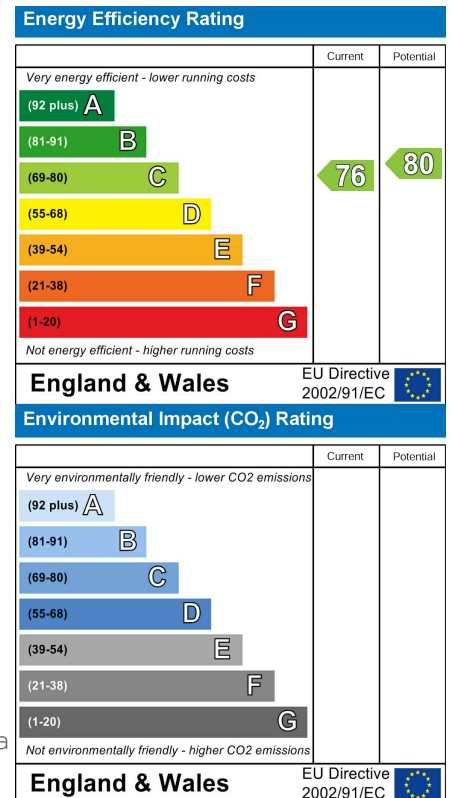 Energy Efficiency Rating
Current Potential
Very energy efficient - lower running costs
(92 plus) A
(81-91) B
(69-80) C
(55-68) D
(39-54) E
(21-38) F
(1-20) G
76 80
Not energy efficient - higher running costs
England & Wales
EU Directive
2002/91/EC
Environmental Impact (CO₂) Rating
Current Potential
Very environmentally friendly - lower CO2 emissions
(92 plus) A
(81-91) B
(69-80) C
(55-68) D
(39-54) E
(21-38) F
(1-20) G
a
Not environmentally friendly - higher CO2 emissions
England & Wales
EU Directive
2002/91/EC